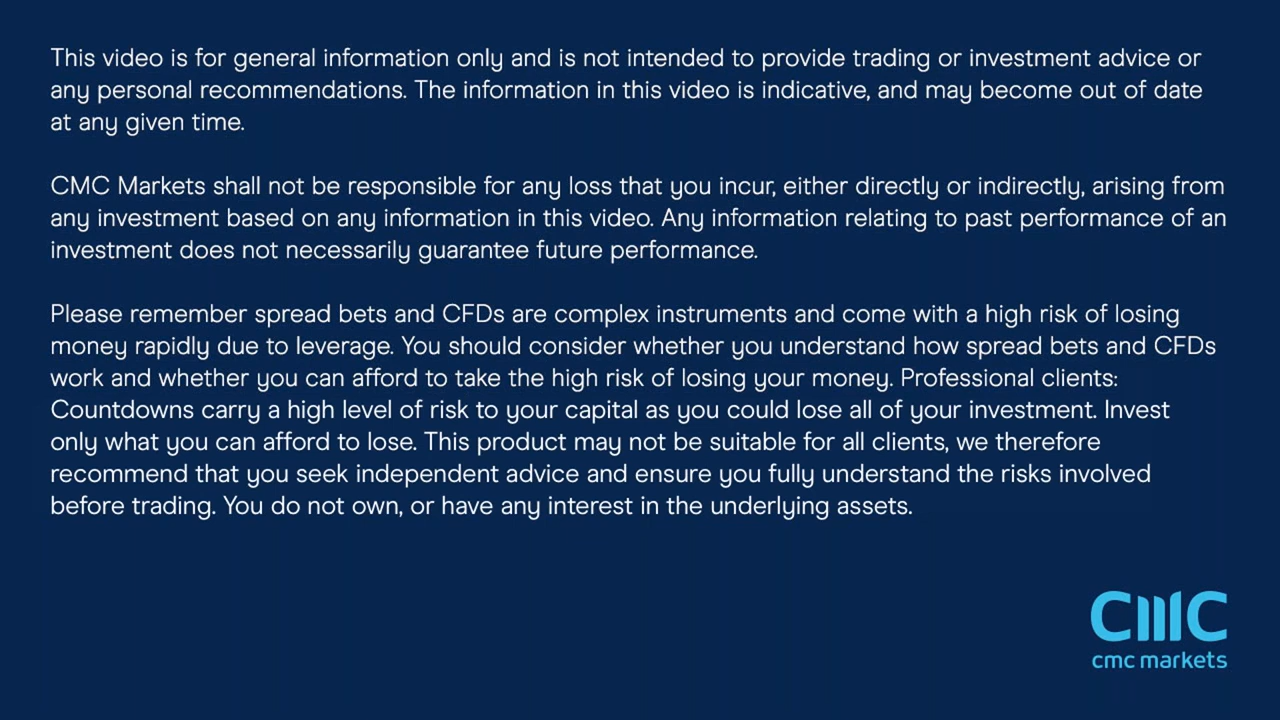 This video is for general information only and is not intended to provide trading or investment advice or
any personal recommendations. The information in this video is indicative, and may become out of date
at any given time.
CMC Markets shall not be responsible for any loss that you incur, either directly or indirectly, arising from
any investment based on any information in this video. Any information relating to past performance of an
investment does not necessarily guarantee future performance.
Please remember spread bets and CFDs are complex instruments and come with a high risk of losing
money rapidly due to leverage. You should consider whether you understand how spread bets and CFDs
work and whether you can afford to take the high risk of losing your money. Professional clients:
Countdowns carry a high level of risk to your capital as you could lose all of your investment. Invest
only what you can afford to lose. This product may not be suitable for all clients, we therefore
recommend that you seek independent advice and ensure you fully understand the risks involved
before trading. You do not own, or have any interest in the underlying assets.
CMC
cmc markets